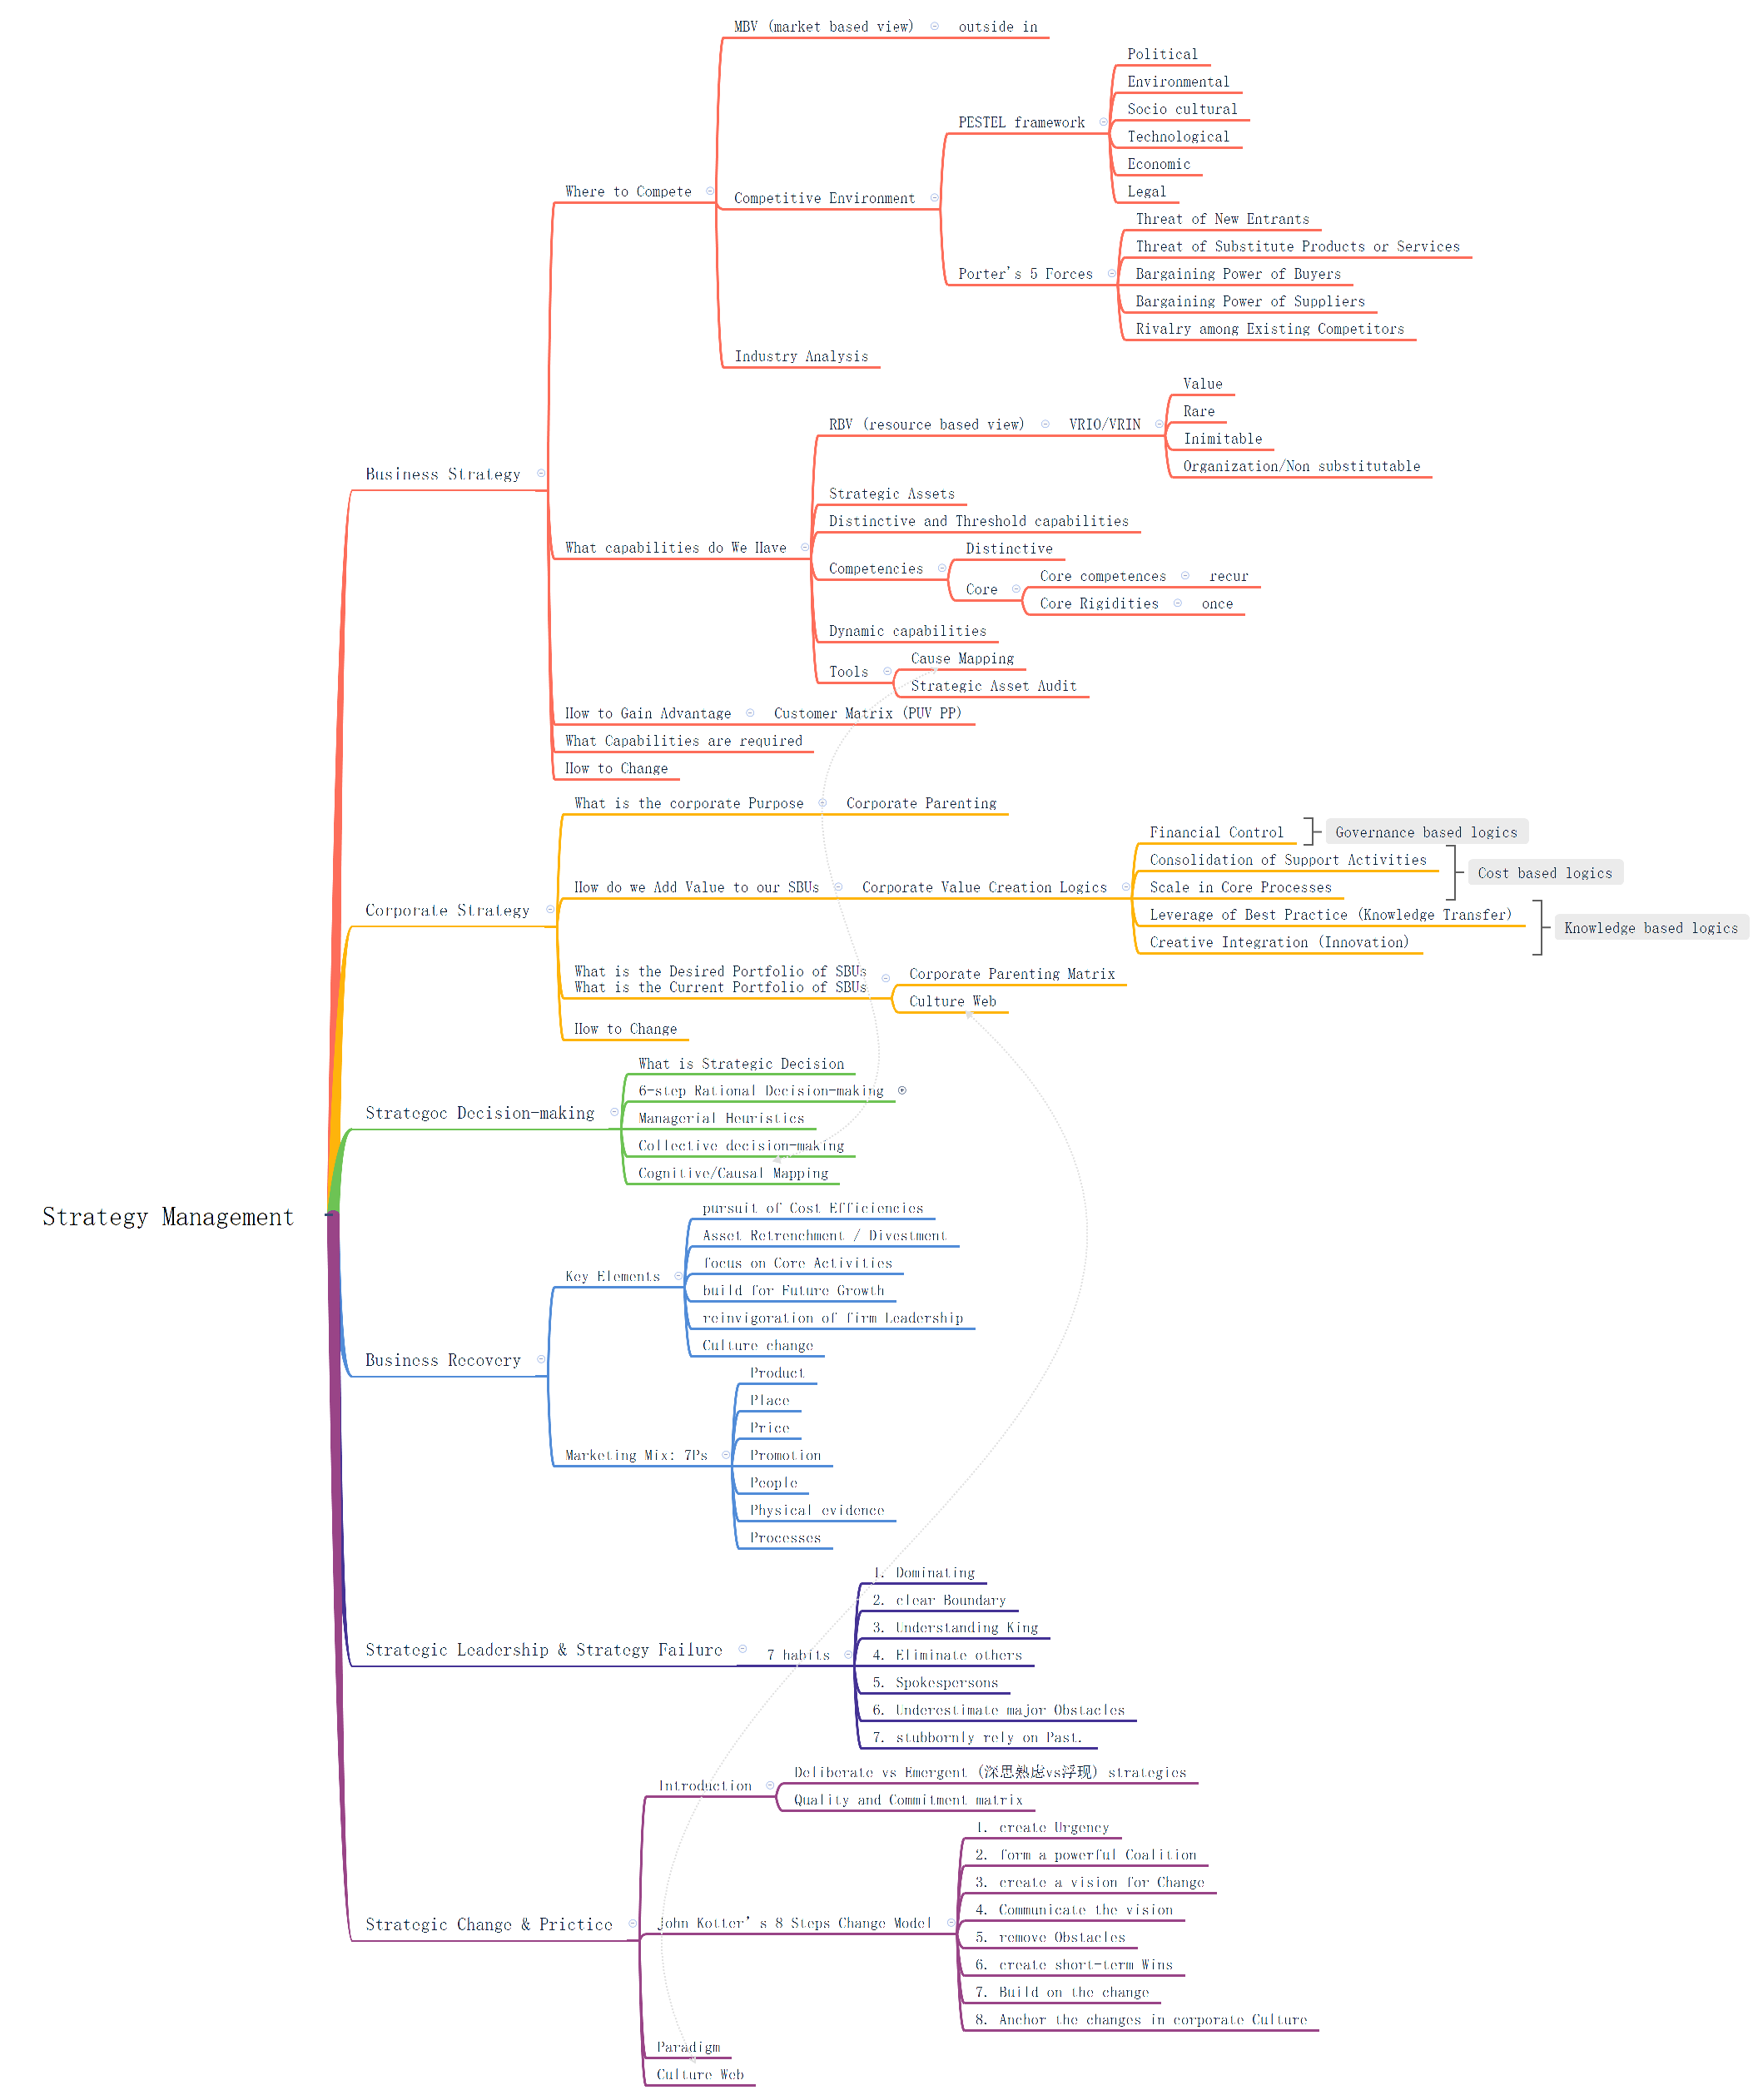 Strategy Management
Business Strategy
Where to Compete
MBV (market based view)
outside in
Competitive Environment
PESTEL framework
Political
Environmental
Socio cultural
Technological
Economic
Legal
Porter's 5 Forces
Threat of New Entrants
Threat of Substitute Products or Services
Bargaining Power of Buyers
Bargaining Power of Suppliers
Rivalry among Existing Competitors
Industry Analysis
What capabilities do We Have
RBV (resource based view)
VRIO/VRIN
Value
Rare
Inimitable
Organization/Non substitutable
Strategic Assets
Distinctive and Threshold capabilities
Competencies
Distinctive
Core
Core competences
recur
Core Rigidities
once
Dynamic capabilities
Tools
Cause Mapping
Strategic Asset Audit
How to Gain Advantage
Customer Matrix (PUV PP)
What Capabilities are required
How to Change
Corporate Strategy
What is the corporate Purpose
Corporate Parenting
How do we Add Value to our SBUs
Corporate Value Creation Logics
Financial Control
Governance based logics
Consolidation of Support Activities
Scale in Core Processes
Cost based logics
Leverage of Best Practice (Knowledge Transfer)
Creative Integration (Innovation)
Knowledge based logics
What is the Desired Portfolio of SBUs
What is the Current Portfolio of SBUs
Corporate Parenting Matrix
Culture Web
How to Change
Strategoc Decision-making
What is Strategic Decision
6-step Rational Decision-making
Managerial Heuristics
Collective decision-making
Cognitive/Causal Mapping
Business Recovery
Key Elements
pursuit of Cost Efficiencies
Asset Retrenchment / Divestment
focus on Core Activities
build for Future Growth
reinvigoration of firm Leadership
Culture change
Marketing Mix: 7Ps
Product
Place
Price
Promotion
People
Physical evidence
Processes
Strategic Leadership & Strategy Failure
7 habits
1. Dominating
2. clear Boundary
3. Understanding King
4. Eliminate others
5. Spokespersons
6. Underestimate major Obstacles
7. stubbornly rely on Past.
Strategic Change & Prictice
Introduction
Deliberate vs Emergent (深思熟虑vs浮现) strategies
Quality and Commitment matrix
John Kotter’s 8 Steps Change Model
1. create Urgency
2. form a powerful Coalition
3. create a vision for Change
4. Communicate the vision
5. remove Obstacles
6. create short-term Wins
7. Build on the change
8. Anchor the changes in corporate Culture
Paradigm
Culture Web